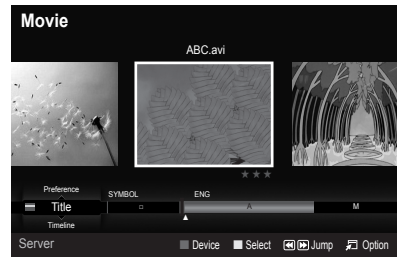 Movie
ABC.avi
★★★
Preference
SYMBOL
ENG
Title
□
A
M
Timeline
Server
Device
Select
Jump
Option